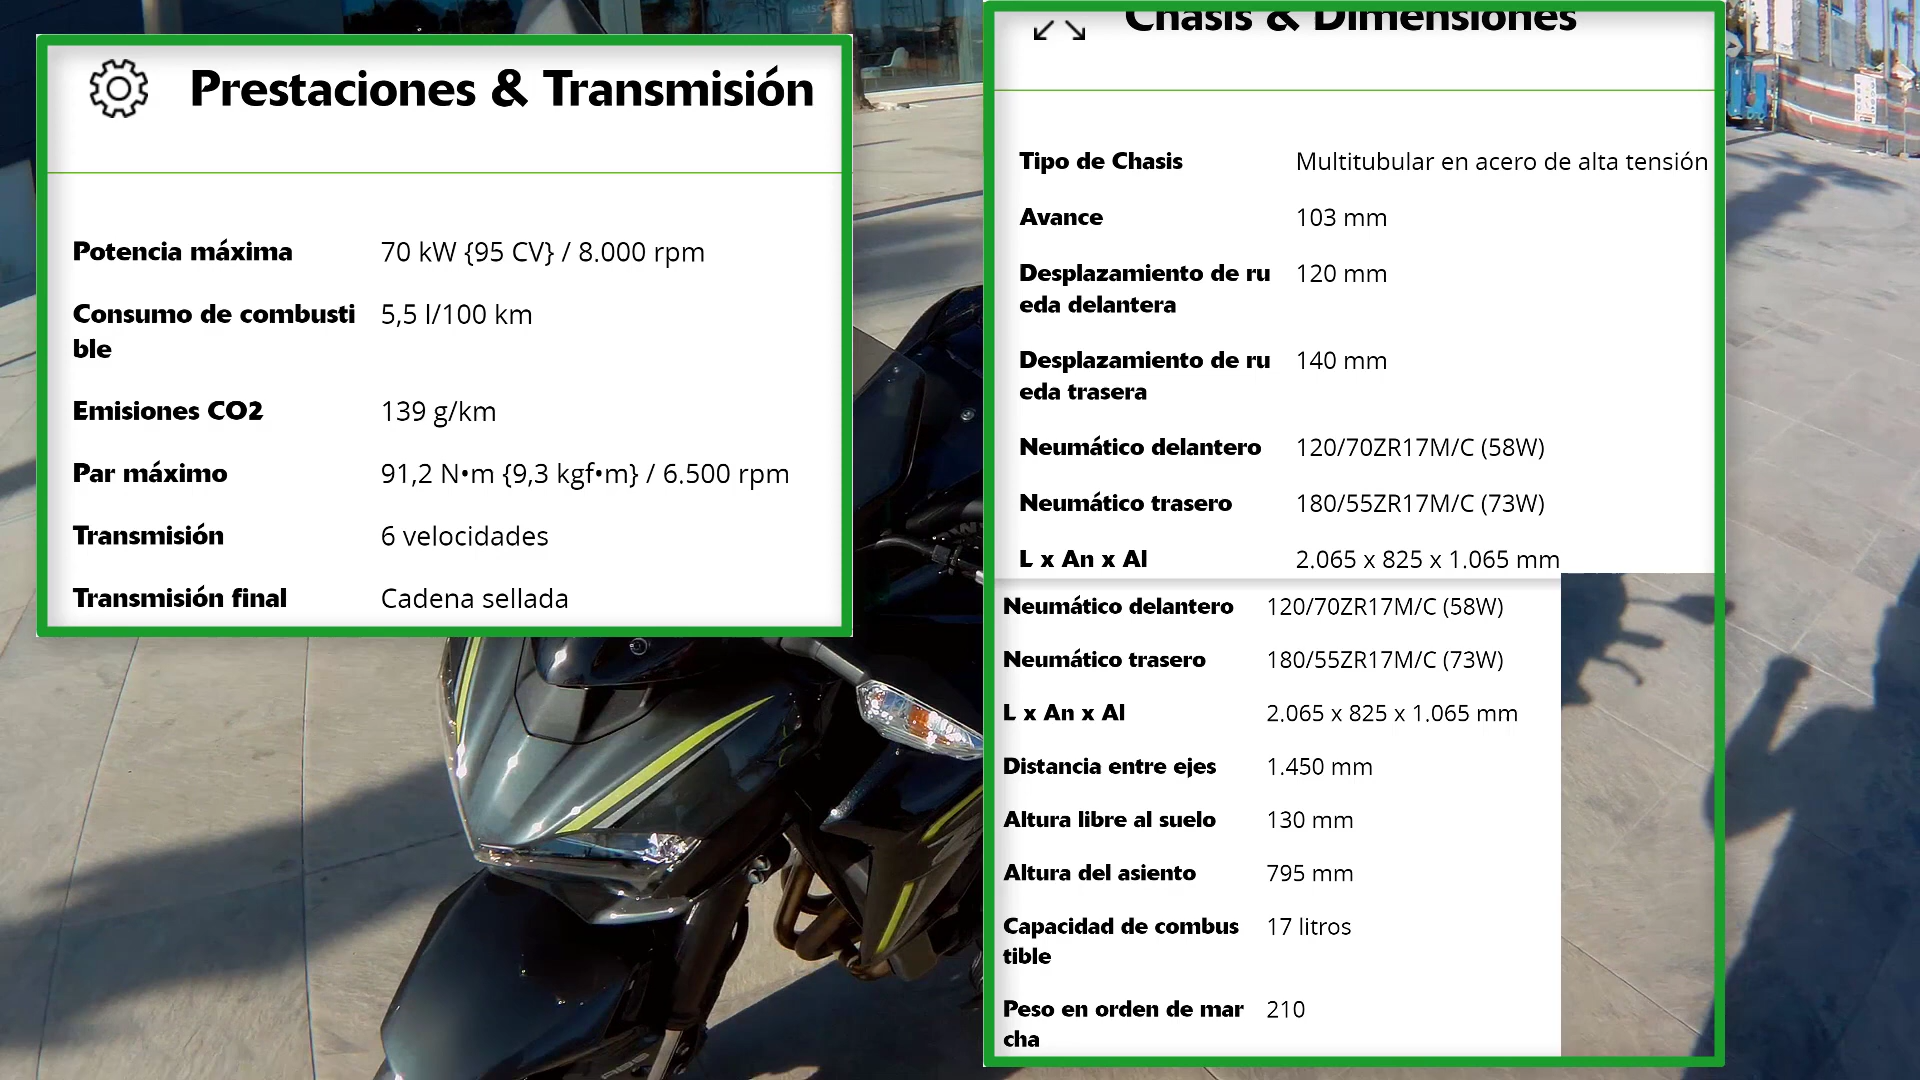 Prestaciones & Transmisión
Potencia máxima 70 kW {95 CV} / 8.000 rpm
Consumo de combusti 5,5 l/100 km
ble
Emisiones CO2 139 g/km
Par máximo 91,2 N•m {9,3 kgf•m} / 6.500 rpm
Transmisión 6 velocidades
Transmisión final Cadena sellada
Chasis & Dimensiones
Tipo de Chasis Multitubular en acero de alta tensión
Avance 103 mm
Desplazamiento de ru 120 mm
eda delantera
Desplazamiento de ru 140 mm
eda trasera
Neumático delantero 120/70ZR17M/C (58W)
Neumático trasero 180/55ZR17M/C (73W)
L x An x Al 2.065 x 825 x 1.065 mm
Neumático delantero 120/70ZR17M/C (58W)
Neumático trasero 180/55ZR17M/C (73W)
L x An x Al 2.065 x 825 x 1.065 mm
Distancia entre ejes 1.450 mm
Altura libre al suelo 130 mm
Altura del asiento 795 mm
Capacidad de combus 17 litros
tible
Peso en orden de mar 210
cha